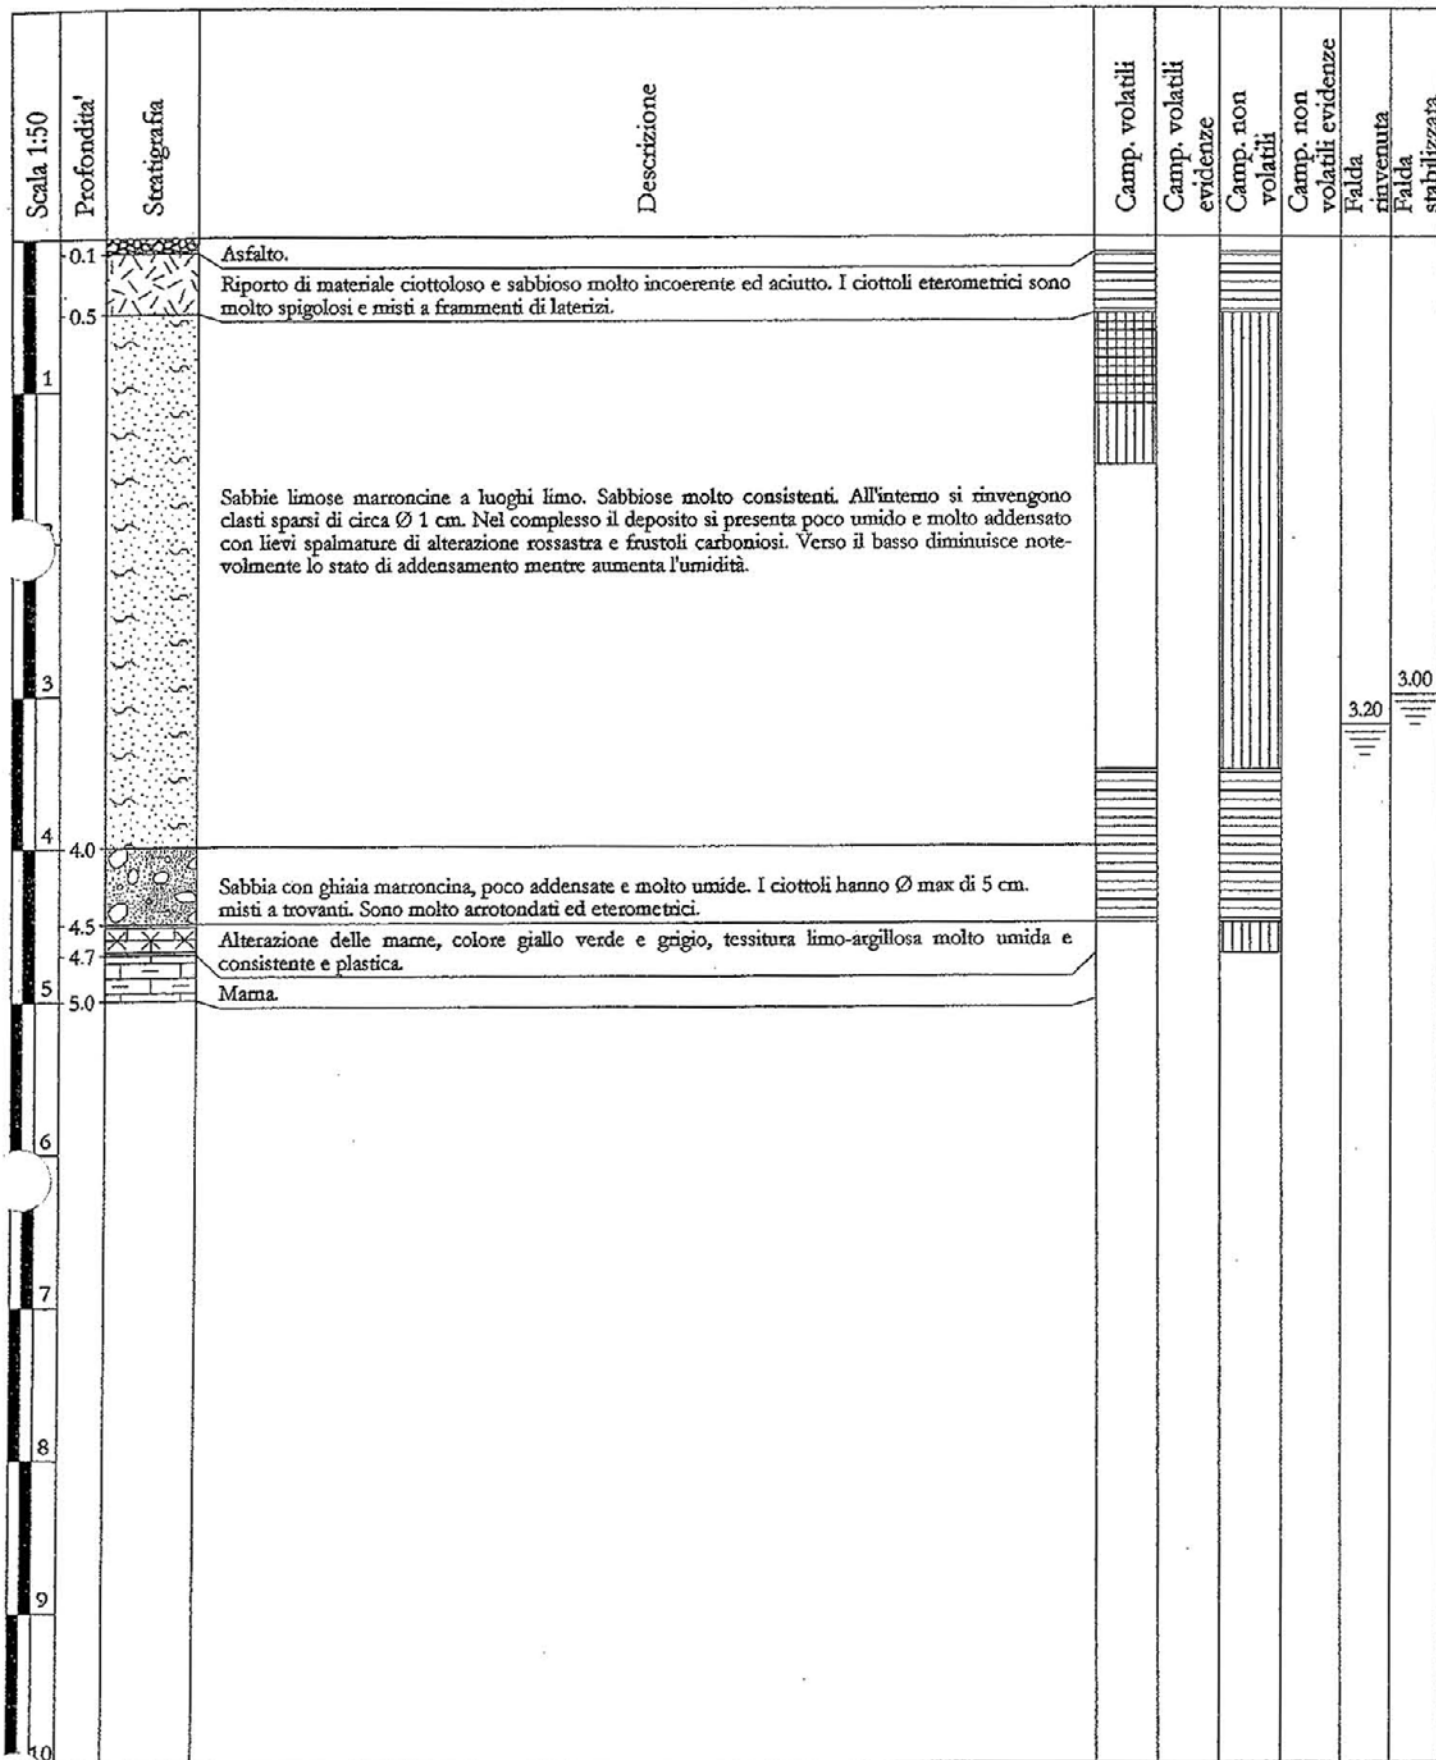 Scala 1:50
Profondita'
Stratigrafia
Descrizione
Camp. volatili
Camp. volatili
evidenze
Camp. non
volatili
Camp. non
volatili evidenze
Falda
rinvenuta
Falda
stabilizzata
0.1
Asfalto.
Riporto di materiale ciottoloso e sabbioso molto incoerente ed aciutto. I ciottoli eterometrici sono
molto spigolosi e misti a frammenti di laterizi.
0.5
1
Sabbie limose marroncine a luoghi limo. Sabbiose molto consistenti. All'interno si rinvengono
clasti sparsi di circa Ø 1 cm. Nel complesso il deposito si presenta poco umido e molto addensato
con lievi spalmature di alterazione rossastra e frustoli carboniosi. Verso il basso diminuisce note-
volmente lo stato di addensamento mentre aumenta l'umidità.
3
3.00
3.20
4
4.0
Sabbia con ghiaia marroncina, poco addensate e molto umide. I ciottoli hanno Ø max di 5 cm.
misti a trovanti. Sono molto arrotondati ed eterometrici.
4.5
Alterazione delle marne, colore giallo verde e grigio, tessitura limo-argillosa molto umida e
consistente e plastica.
4.7
Marna.
5
5.0
6
7
8
9
10